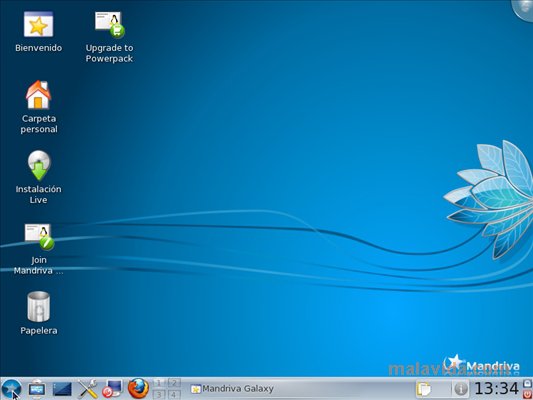 Bienvenido
Upgrade to
Powerpack
Carpeta
personal
Instalación
Live
Join
Mandriva ...
Papelera
Mandriva
malavida.com
1 2
3 4
Mandriva Galaxy
13:34